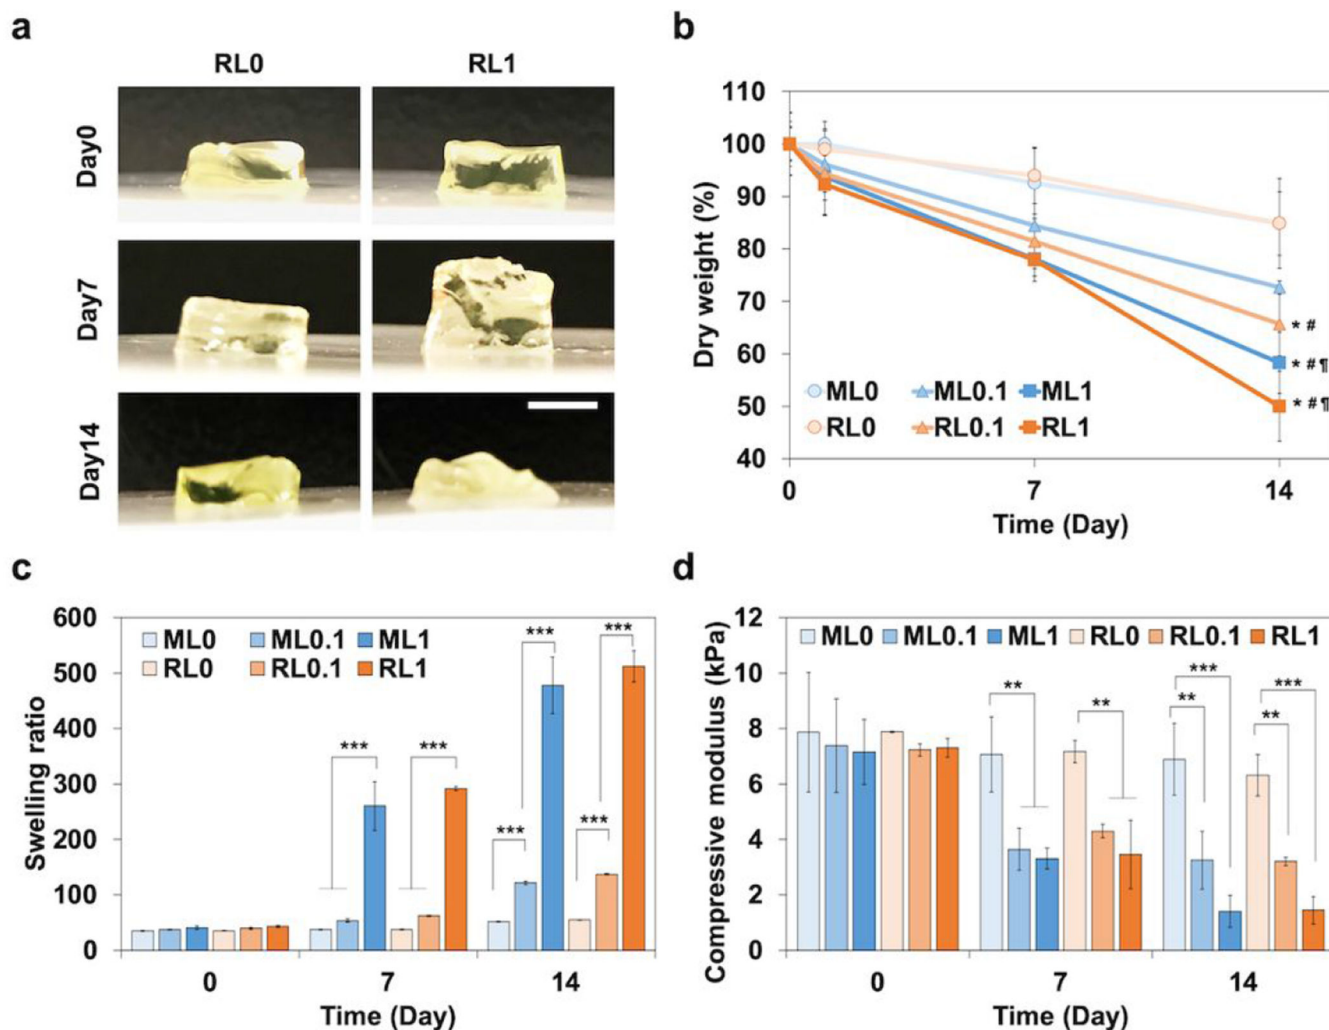 a
RL0 RL1
Day0
Day7
Day14
b
Dry weight (%)
110
100
90
80
70
60
50
40
* #
* # ¶
* # ¶
ML0 ML0.1 ML1
RL0 RL0.1 RL1
0 7 14
Time (Day)
c
Swelling ratio
600
500
400
300
200
100
0
ML0 ML0.1 ML1
RL0 RL0.1 RL1
*** ***
*** ***
*** ***
0 7 14
Time (Day)
d
Compressive modulus (kPa)
12
10
8
6
4
2
0
ML0 ML0.1 ML1 RL0 RL0.1 RL1
** ** *** ***
** **
0 7 14
Time (Day)